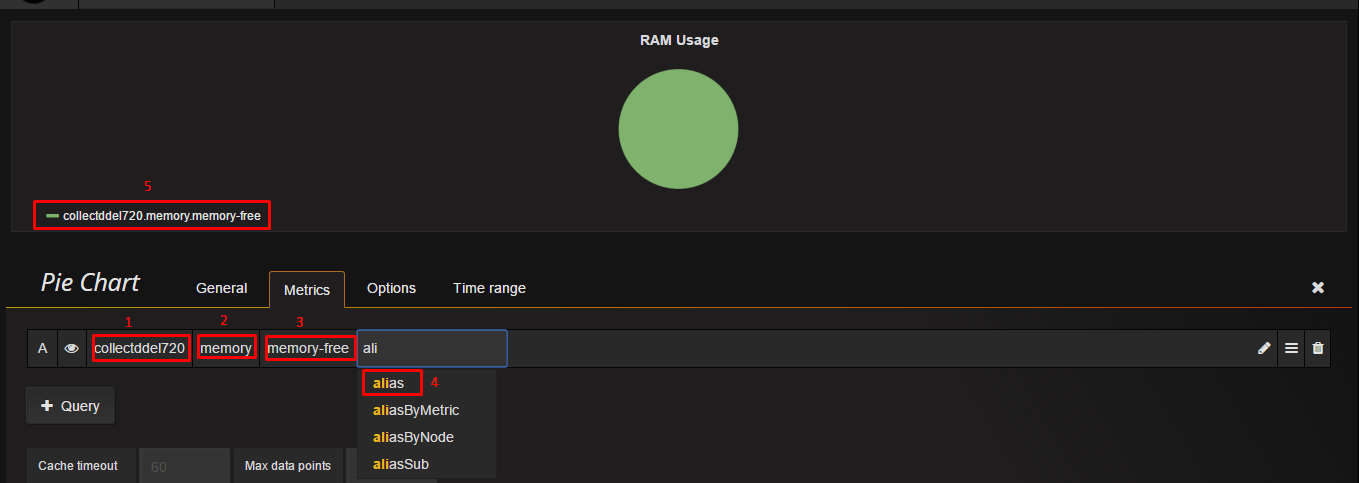 RAM Usage
5
collectddel720.memory.memory-free
Pie Chart General Metrics Options Time range
1 2 3
A collectddel720 memory memory-free ali
alias 4
aliasByMetric
Query
aliasByNode
aliasSub
Cache timeout 60 Max data points